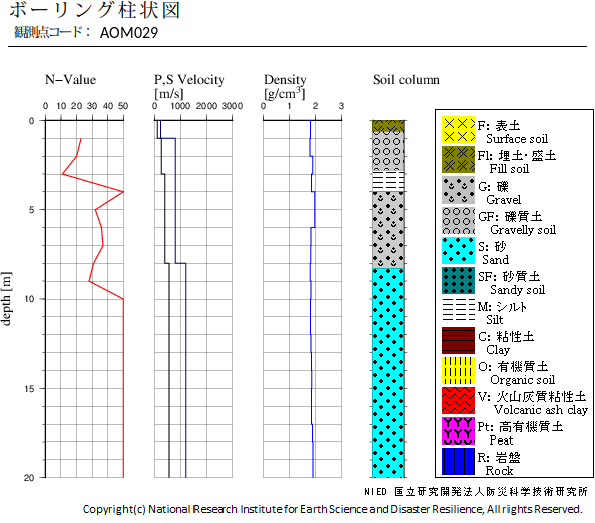 ボーリング柱状図
観測点コード： AOM029
N−Value
P,S Velocity
[m/s]
Density
[g/cm³]
Soil column
0 10 20 30 40 50
0 1000 2000 3000
0 1 2 3
0
5
10
15
20
depth [m]
F: 表土
Surface soil
Fl: 埋土・盛土
Fill soil
G: 礫
Gravel
GF: 礫質土
Gravelly soil
S: 砂
Sand
SF: 砂質土
Sandy soil
M: シルト
Silt
C: 粘性土
Clay
O: 有機質土
Organic soil
V: 火山灰質粘性土
Volcanic ash clay
Pt: 高有機質土
Peat
R: 岩盤
Rock
NIED 国立研究開発法人防災科学技術研究所
Copyright(c) National Research Institute for Earth Science and Disaster Resilience, All rights Reserved.